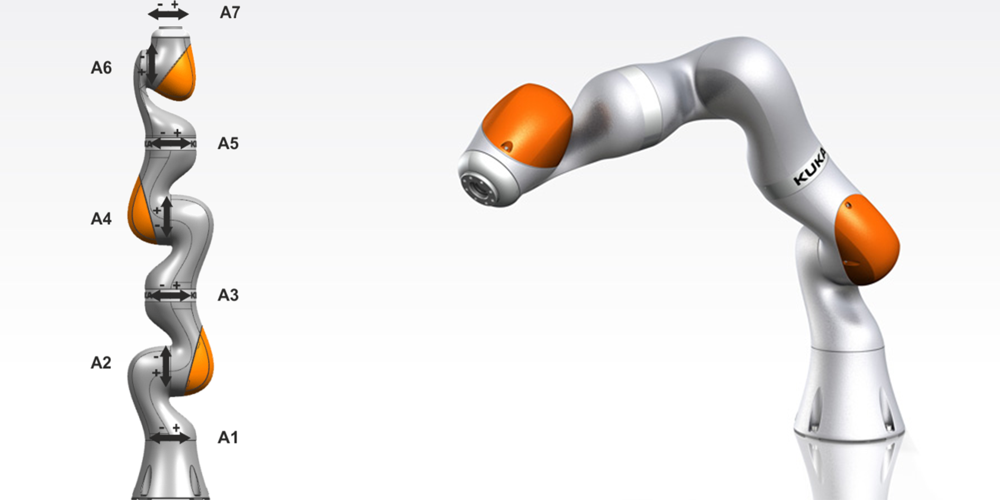 - +
A7
-
A6
+
- +
A5
+
A4
-
- +
A3
-
A2
+
- +
A1
KUKA